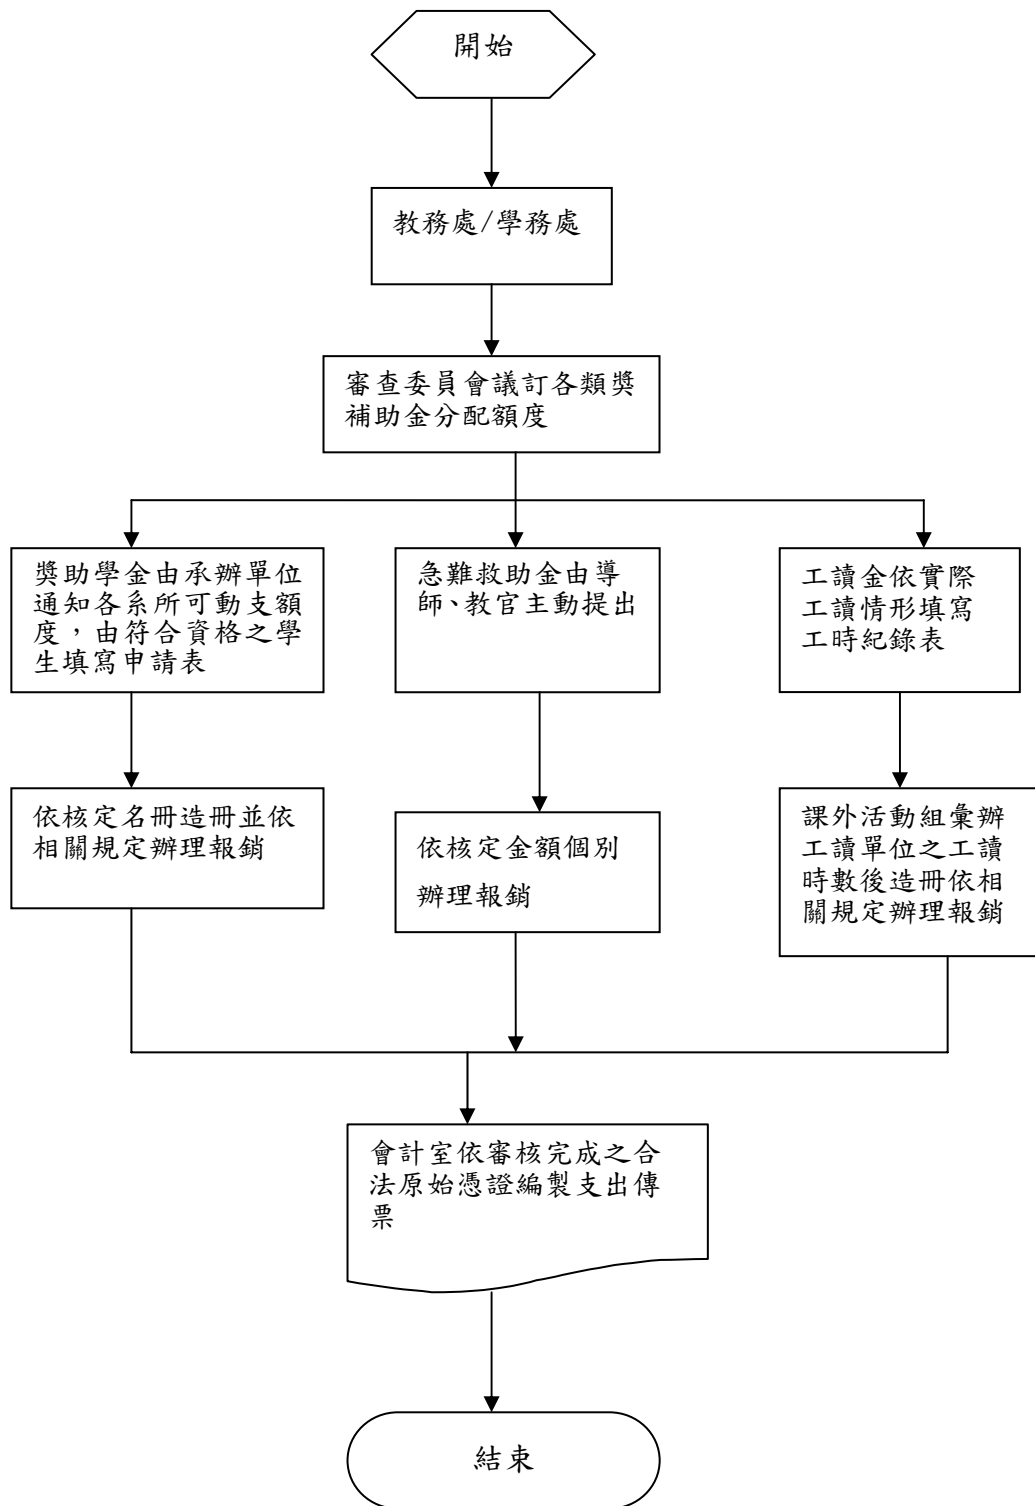 開始
教務處/學務處
審查委員會議訂各類獎
補助金分配額度
獎助學金由承辦單位
通知各系所可動支額
度，由符合資格之學
生填寫申請表
急難救助金由導
師、教官主動提出
工讀金依實際
工讀情形填寫
工時紀錄表
依核定名冊造冊並依
相關規定辦理報銷
依核定金額個別
辦理報銷
課外活動組彙辦
工讀單位之工讀
時數後造冊依相
關規定辦理報銷
會計室依審核完成之合
法原始憑證編製支出傳
票
結束